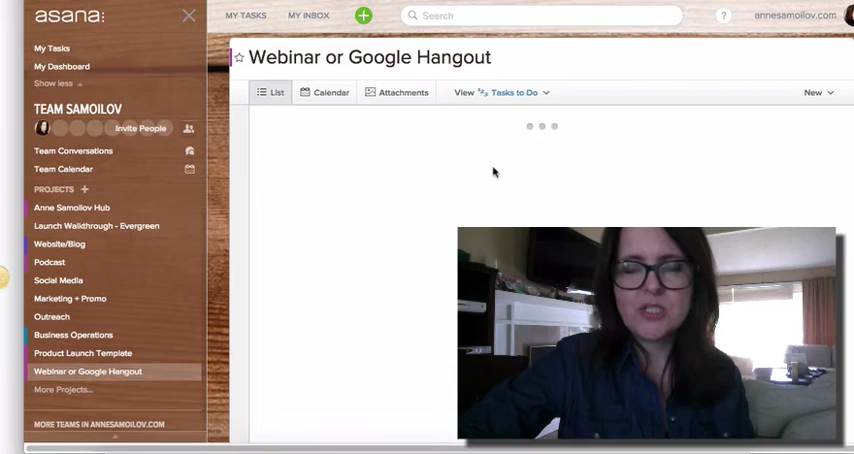 asana:
MY TASKS MY INBOX
Search
?
annesamoilov.com
My Tasks
My Dashboard
Show less
TEAM SAMOILOV
Invite People
Team Conversations
Team Calendar
PROJECTS +
Anne Samoilov Hub
Launch Walkthrough - Evergreen
Website/Blog
Podcast
Social Media
Marketing + Promo
Outreach
Business Operations
Product Launch Template
Webinar or Google Hangout
More Projects...
MORE TEAMS IN ANNESAMOILOV.COM
Webinar or Google Hangout
List Calendar Attachments View Tasks to Do New